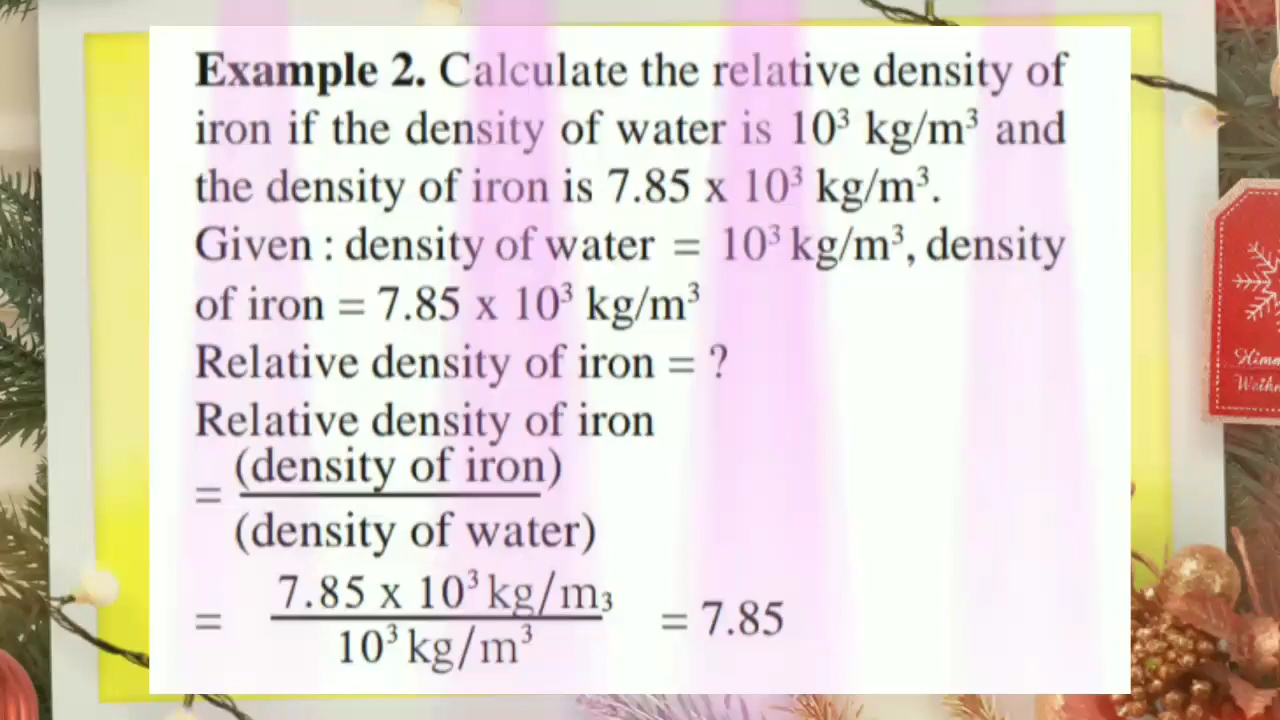 Example 2. Calculate the relative density of
iron if the density of water is 10³ kg/m³ and
the density of iron is 7.85 x 10³ kg/m³.
Given : density of water = 10³ kg/m³, density
of iron = 7.85 x 10³ kg/m³
Relative density of iron = ?
Relative density of iron
= (density of iron)
(density of water)
= 7.85 x 10³ kg/m₃ = 7.85
10³ kg/m³